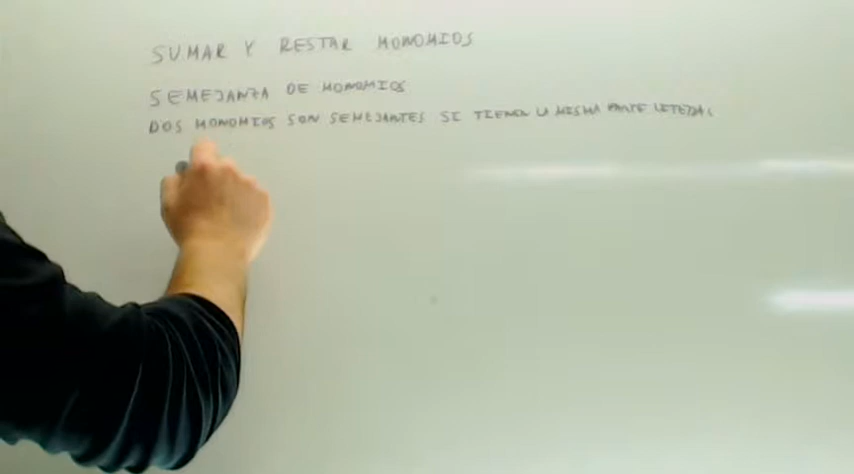 SUMAR Y RESTAR MONOMIOS
SEMEJANZA DE MONOMIOS
DOS MONOMIOS SON SEMEJANTES SI TIENEN LA MISMA PARTE LITERAL